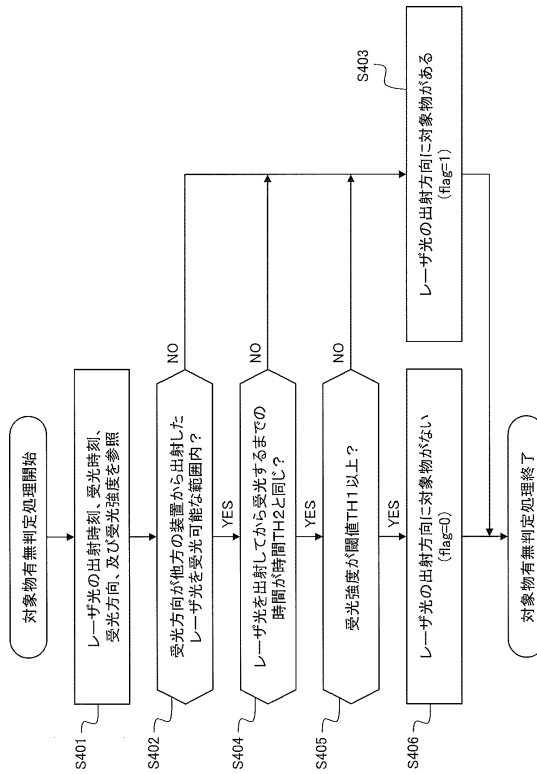 対象物有無判定処理開始
S401
レーザ光の出射時刻、受光時刻、
受光方向、及び受光強度を参照
S402
受光方向が他方の装置から出射した
レーザ光を受光可能な範囲内？
NO
YES
S404
レーザ光を出射してから受光するまでの
時間が時間TH2と同じ？
NO
YES
S405
受光強度が閾値TH1以上？
NO
YES
S406
レーザ光の出射方向に対象物がない
(flag=0)
S403
レーザ光の出射方向に対象物がある
(flag=1)
対象物有無判定処理終了